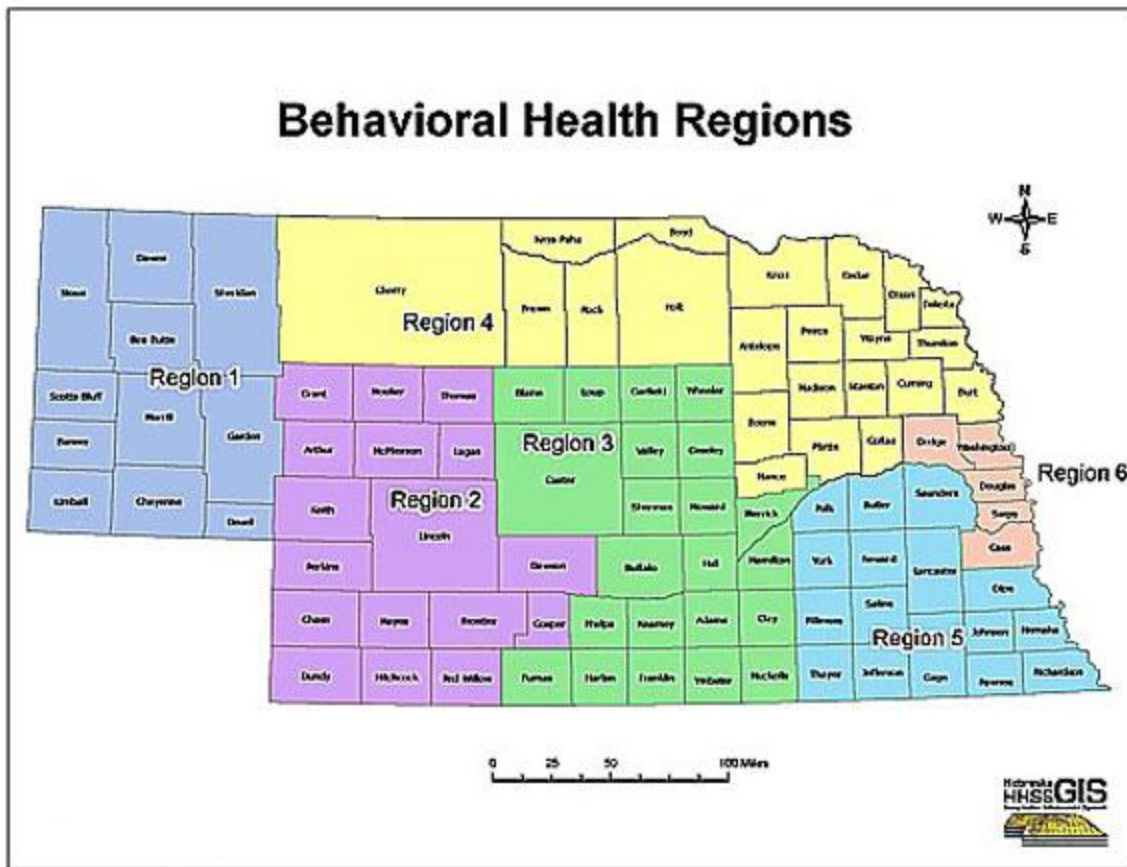 Behavioral Health Regions
N
W E
S
Keya Paha
Boyd
Dawes
Knox
Cedar
Sioux
Sheridan
Cherry
Brown
Rock
Holt
Dixon
Dakota
Region 4
Antelope
Pierce
Wayne
Thurston
Box Butte
Region 1
Grant
Hooker
Thomas
Blaine
Loup
Garfield
Wheeler
Madison
Stanton
Cuming
Burt
Scotts Bluff
Morrill
Garden
Banner
Arthur
McPherson
Logan
Region 3
Custer
Valley
Greeley
Boone
Platte
Colfax
Dodge
Washington
Region 6
Kimball
Cheyenne
Deuel
Keith
Region 2
Lincoln
Sherman
Howard
Nance
Merrick
Polk
Butler
Saunders
Douglas
Sarpy
Perkins
Dawson
Buffalo
Hall
Hamilton
York
Seward
Lancaster
Cass
Otoe
Chase
Hayes
Frontier
Gosper
Phelps
Kearney
Adams
Clay
Fillmore
Saline
Region 5
Johnson
Nemaha
Dundy
Hitchcock
Red Willow
Furnas
Harlan
Franklin
Webster
Nuckolls
Thayer
Jefferson
Gage
Pawnee
Richardson
0 25 50 100 Miles
Nebraska
HHSS GIS